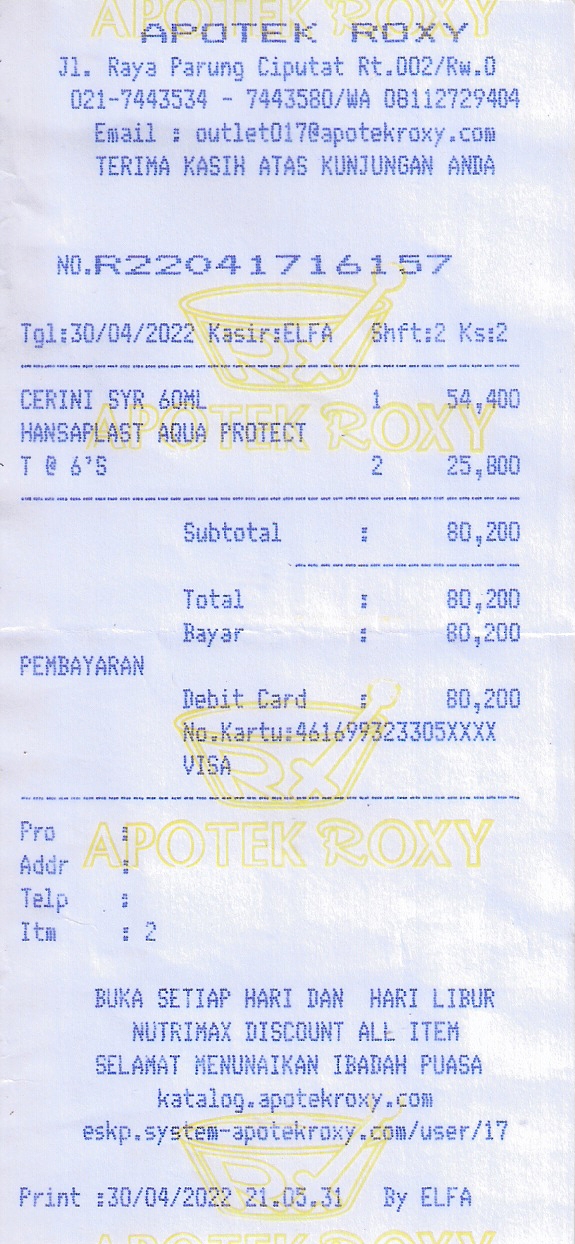 APOTEK ROXY
APOTEK ROXY
Jl. Raya Parung Ciputat Rt.002/Rw.0
021-7443534 - 7443580/WA 08112729404
Email : outlet017@apotekroxy.com
TERIMA KASIH ATAS KUNJUNGAN ANDA
NO.R22041716157
Rx
Tgl:30/04/2022 Kasir:ELFA Shft:2 Ks:2
CERINI SYR 60ML 1 54,400
APOTEK ROXY
HANSAPLAST AQUA PROTECT
T @ 6'S 2 25,800
Subtotal : 80,200
Total : 80,200
Bayar : 80,200
PEMBAYARAN
Debit Card : 80,200
No.Kartu:461699323305XXXX
Rx
VISA
Pro :
APOTEK ROXY
Addr :
Telp :
Itm : 2
BUKA SETIAP HARI DAN HARI LIBUR
NUTRIMAX DISCOUNT ALL ITEM
SELAMAT MENUNAIKAN IBADAH PUASA
katalog.apotekroxy.com
eskp.system-apotekroxy.com/user/17
Rx
Print :30/04/2022 21.05.31 By ELFA